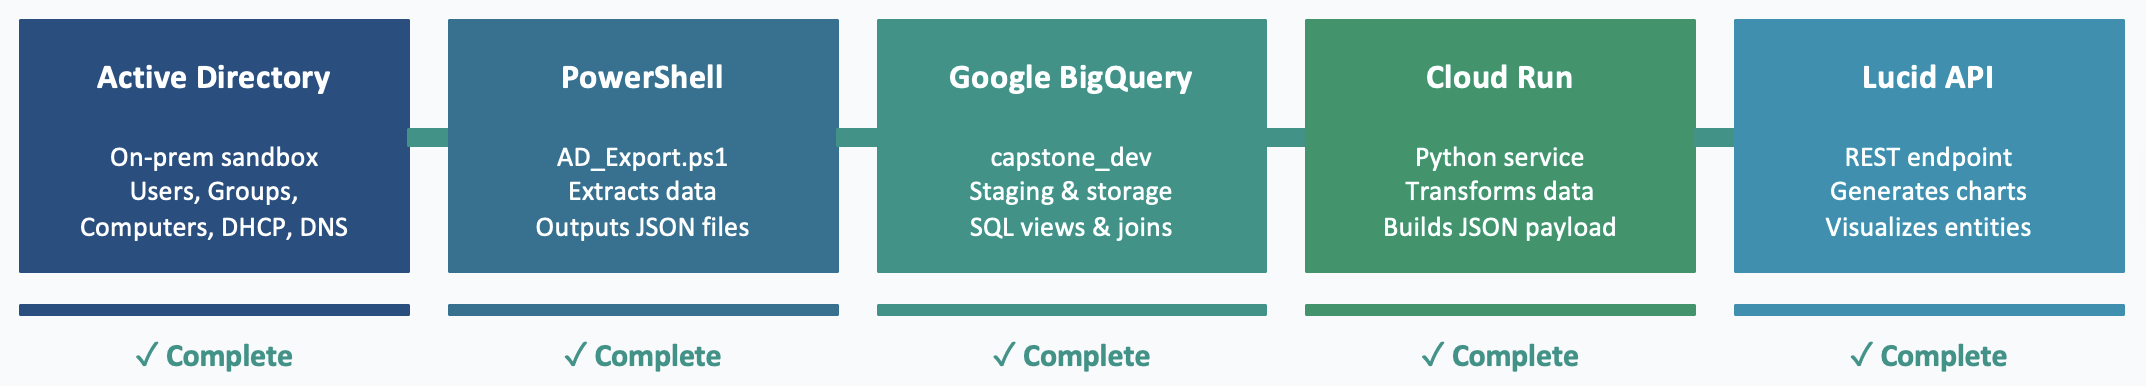 Active Directory
On-prem sandbox
Users, Groups,
Computers, DHCP, DNS
✓ Complete
PowerShell
AD_Export.ps1
Extracts data
Outputs JSON files
✓ Complete
Google BigQuery
capstone_dev
Staging & storage
SQL views & joins
✓ Complete
Cloud Run
Python service
Transforms data
Builds JSON payload
✓ Complete
Lucid API
REST endpoint
Generates charts
Visualizes entities
✓ Complete